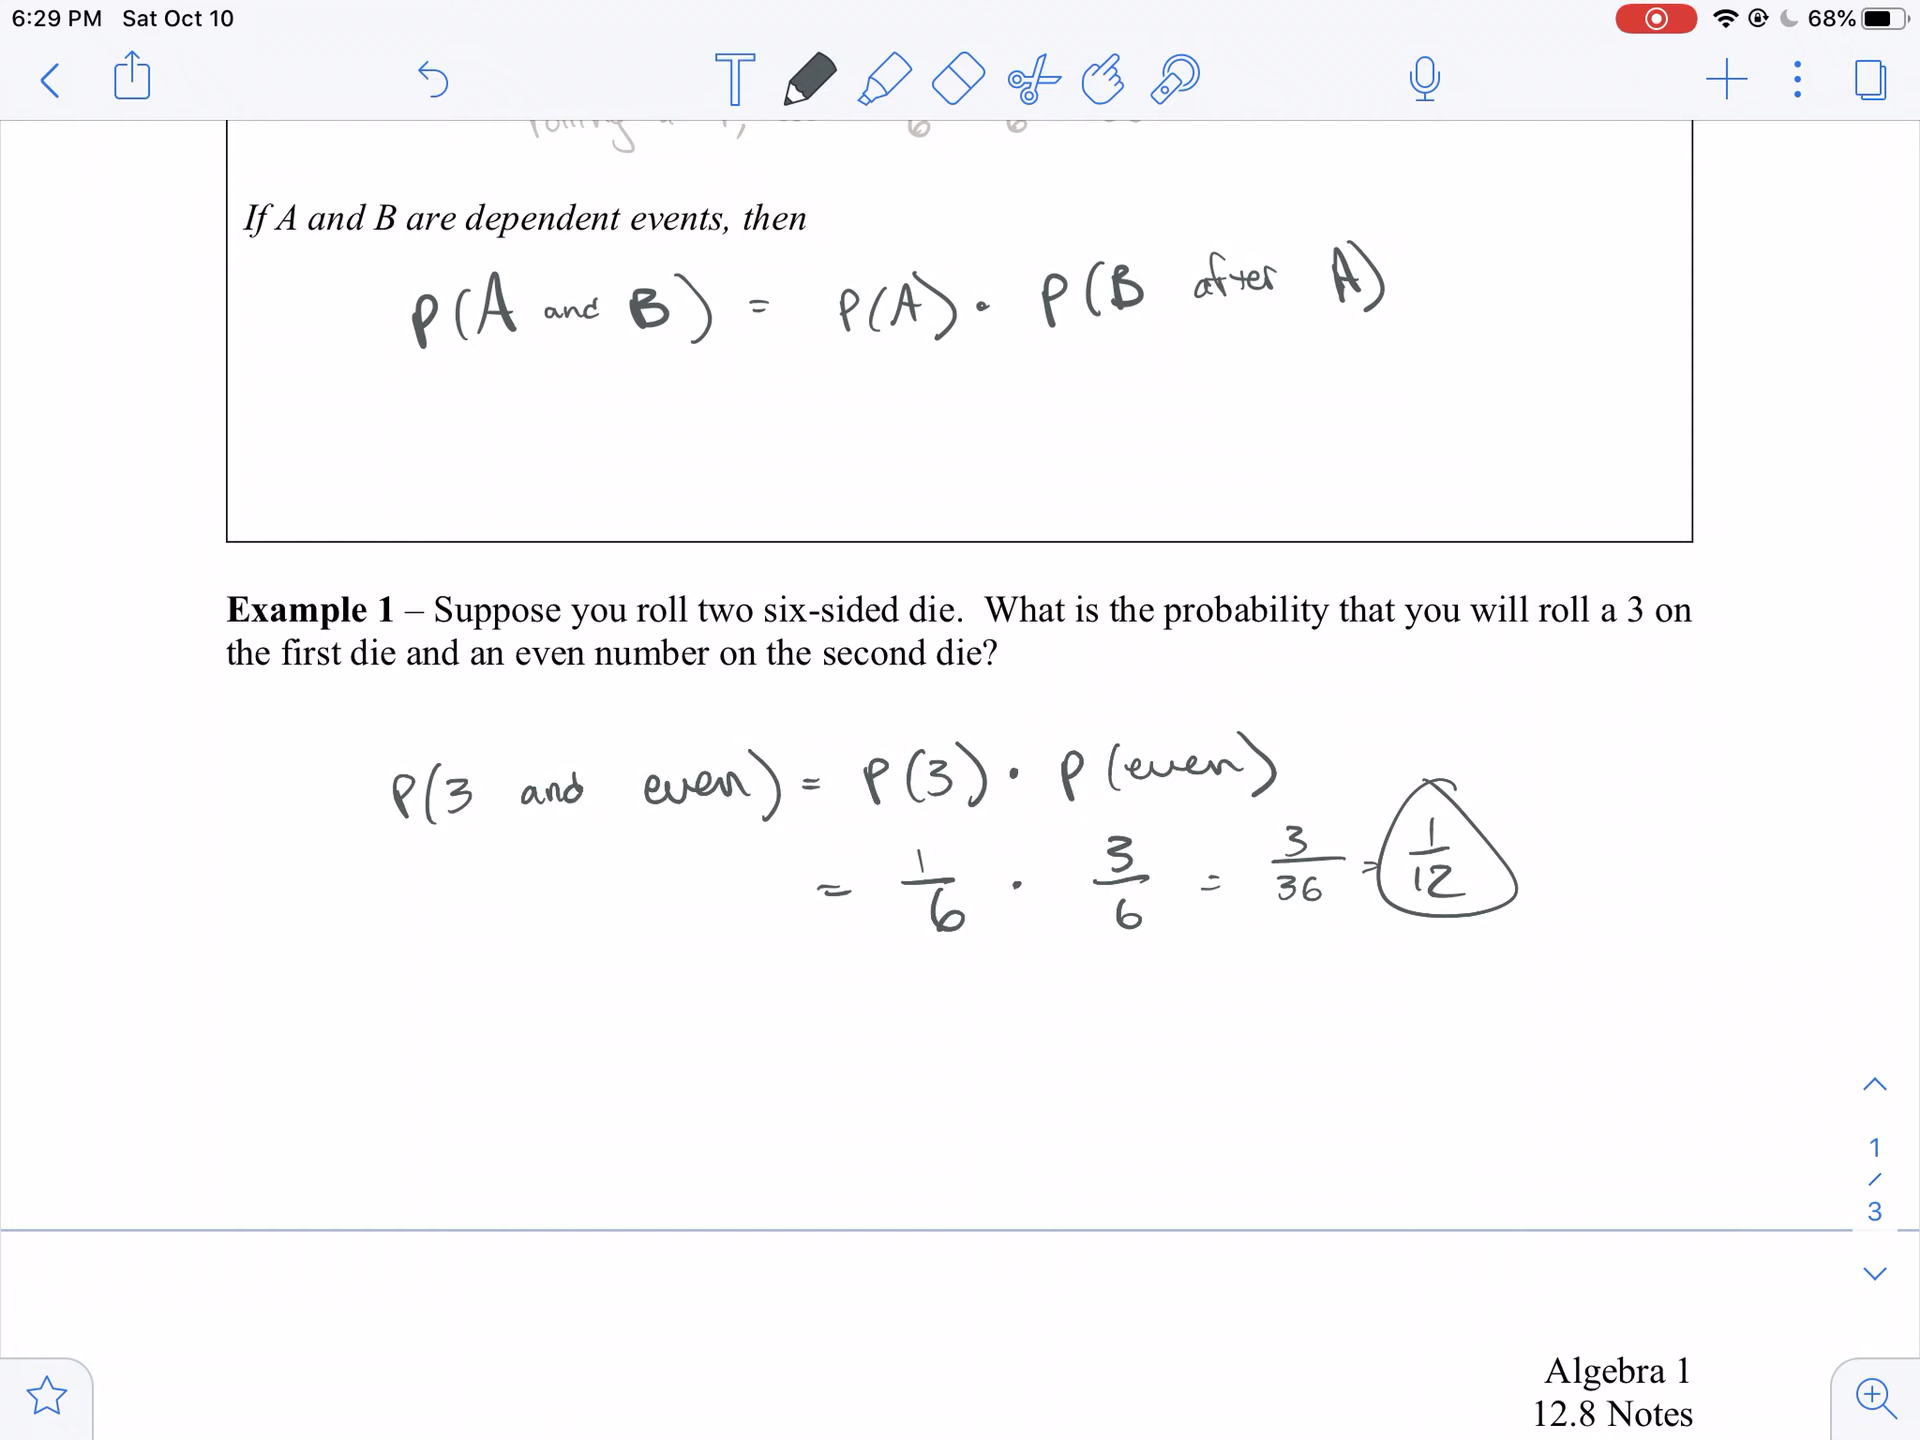 6:29 PM Sat Oct 10
68%
T
If A and B are dependent events, then
P(A and B) = P(A) · P(B after A)
Example 1 – Suppose you roll two six-sided die. What is the probability that you will roll a 3 on
the first die and an even number on the second die?
P(3 and even) = P(3) · P(even)
= 1/6 · 3/6 = 3/36 = 1/12
1
/
3
Algebra 1
12.8 Notes